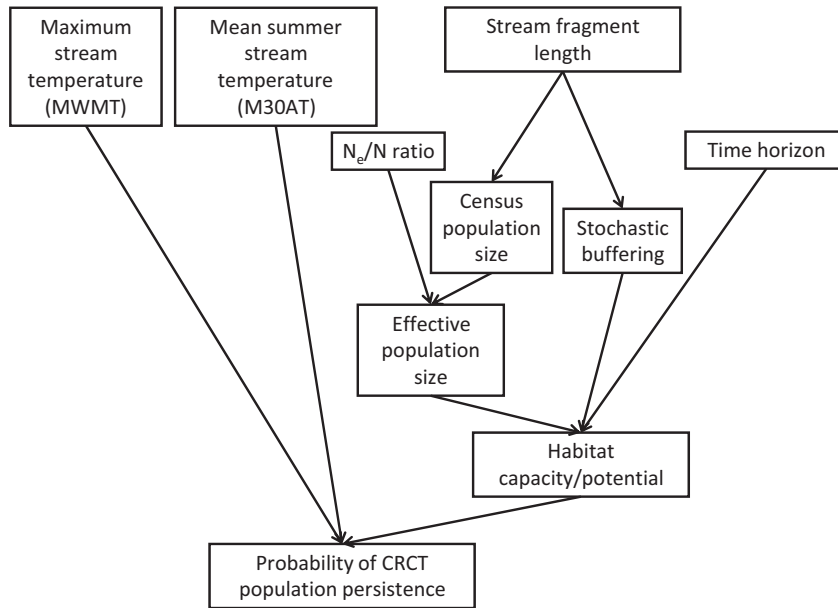 Maximum
stream
temperature
(MWMT)
Mean summer
stream
temperature
(M30AT)
Stream fragment
length
Nₑ/N ratio
Time horizon
Census
population
size
Stochastic
buffering
Effective
population
size
Habitat
capacity/potential
Probability of CRCT
population persistence